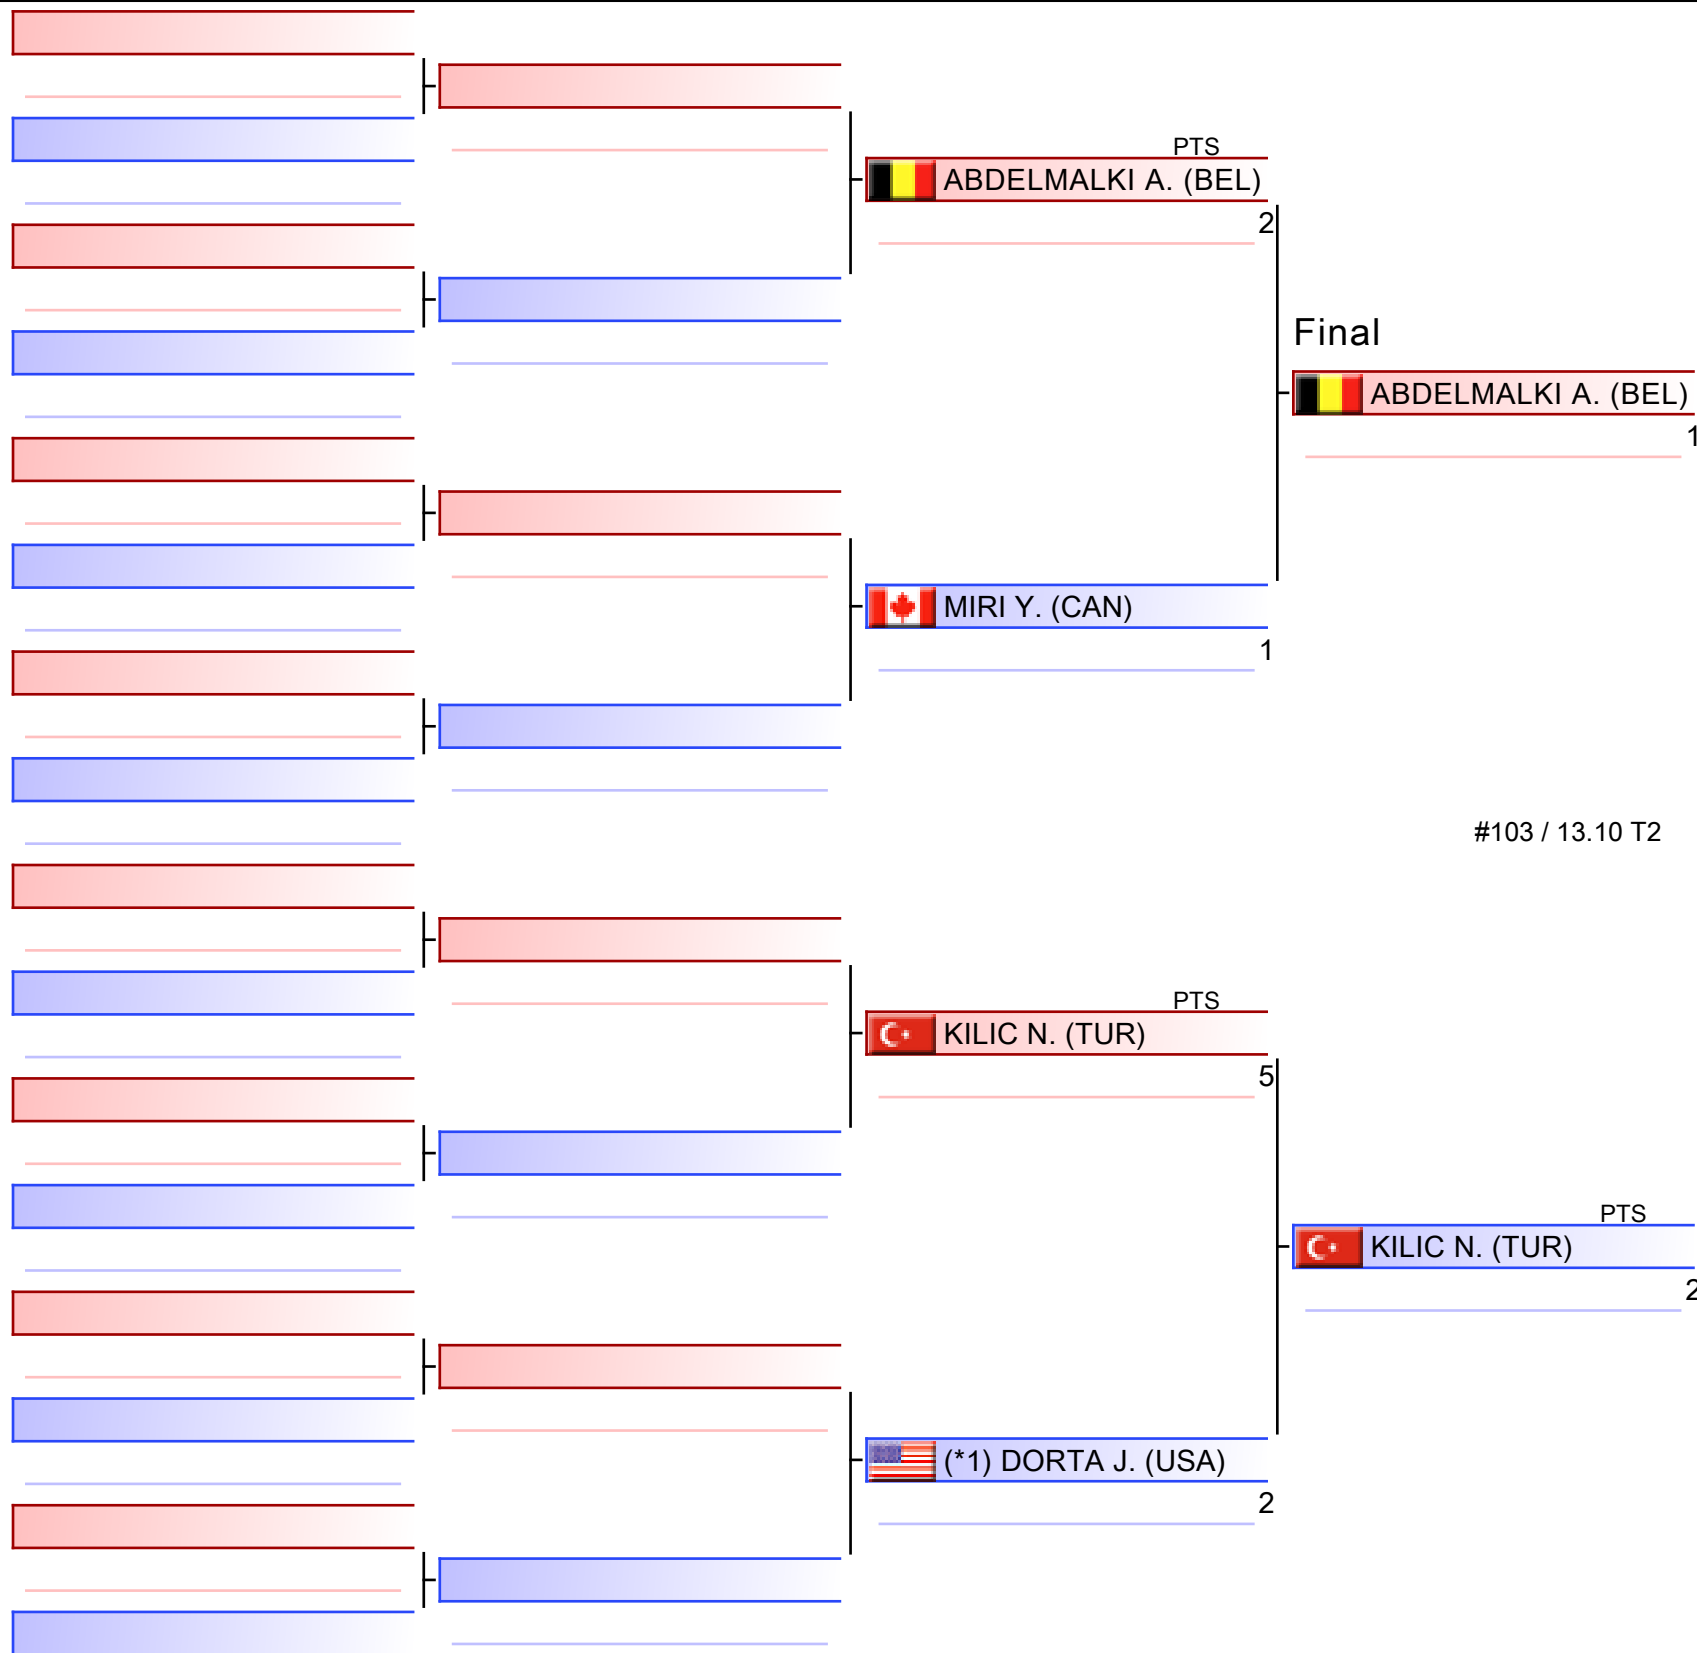 PTS
ABDELMALKI A. (BEL)
2
Final
ABDELMALKI A. (BEL)
1
MIRI Y. (CAN)
1
#103 / 13.10 T2
PTS
KILIC N. (TUR)
5
PTS
KILIC N. (TUR)
2
(*1) DORTA J. (USA)
2